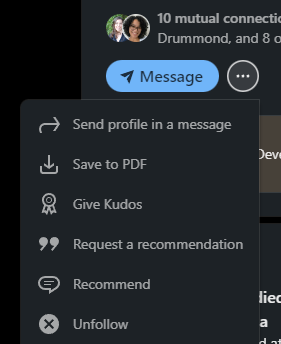 10 mutual
Drummond, and 8
Message
Send profile in a message
Save to PDF
Give Kudos
Request a recommendation
Recommend
Unfollow